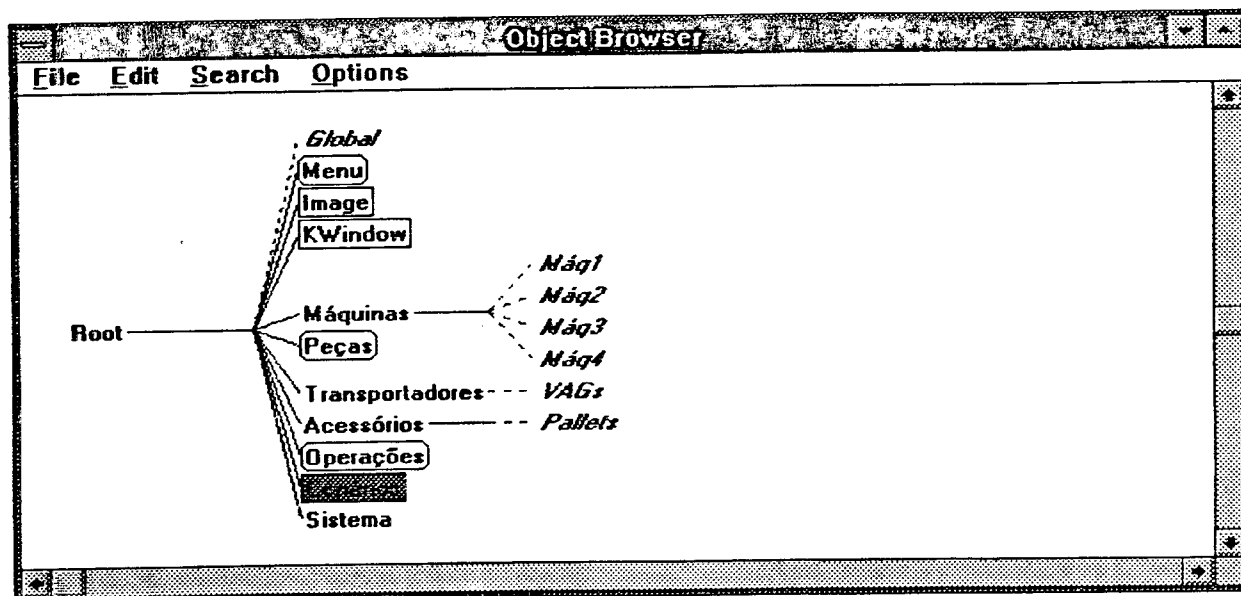 Object Browser
File Edit Search Options
Global
Menu
Image
KWindow
Máq1
Máq2
Máquinas
Root
Máq3
Peças
Máq4
Transportadores
VAGs
Acessórios
Pallets
Operações
Sistema